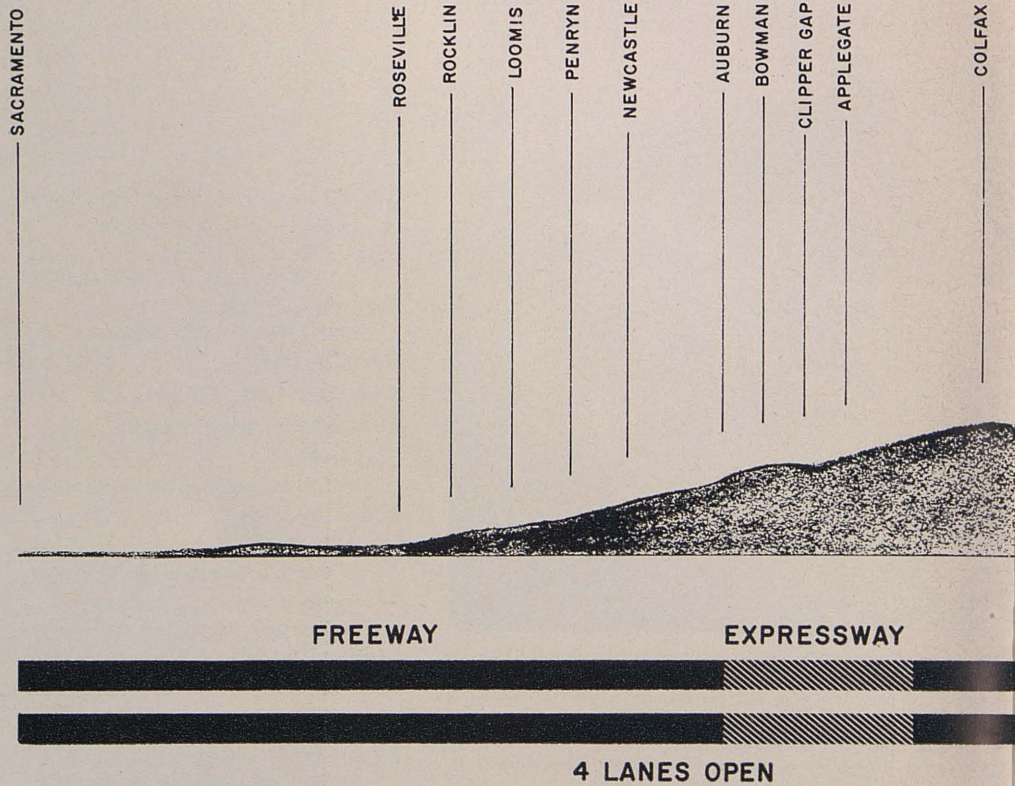 SACRAMENTO
ROSEVILLE
ROCKLIN
LOOMIS
PENRYN
NEWCASTLE
AUBURN
BOWMAN
CLIPPER GAP
APPLEGATE
COLFAX
FREEWAY
EXPRESSWAY
4 LANES OPEN